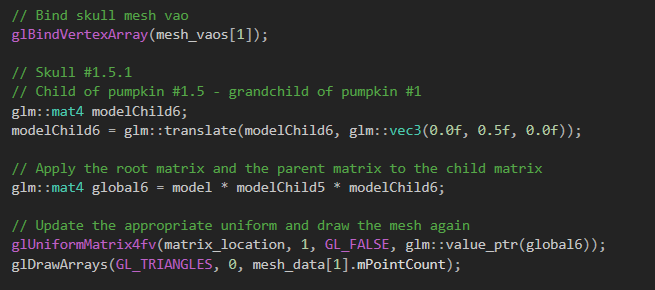 // Bind skull mesh vao
glBindVertexArray(mesh_vaos[1]);
// Skull #1.5.1
// Child of pumpkin #1.5 - grandchild of pumpkin #1
glm::mat4 modelChild6;
modelChild6 = glm::translate(modelChild6, glm::vec3(0.0f, 0.5f, 0.0f));
// Apply the root matrix and the parent matrix to the child matrix
glm::mat4 global6 = model * modelChild5 * modelChild6;
// Update the appropriate uniform and draw the mesh again
glUniformMatrix4fv(matrix_location, 1, GL_FALSE, glm::value_ptr(global6));
glDrawArrays(GL_TRIANGLES, 0, mesh_data[1].mPointCount);